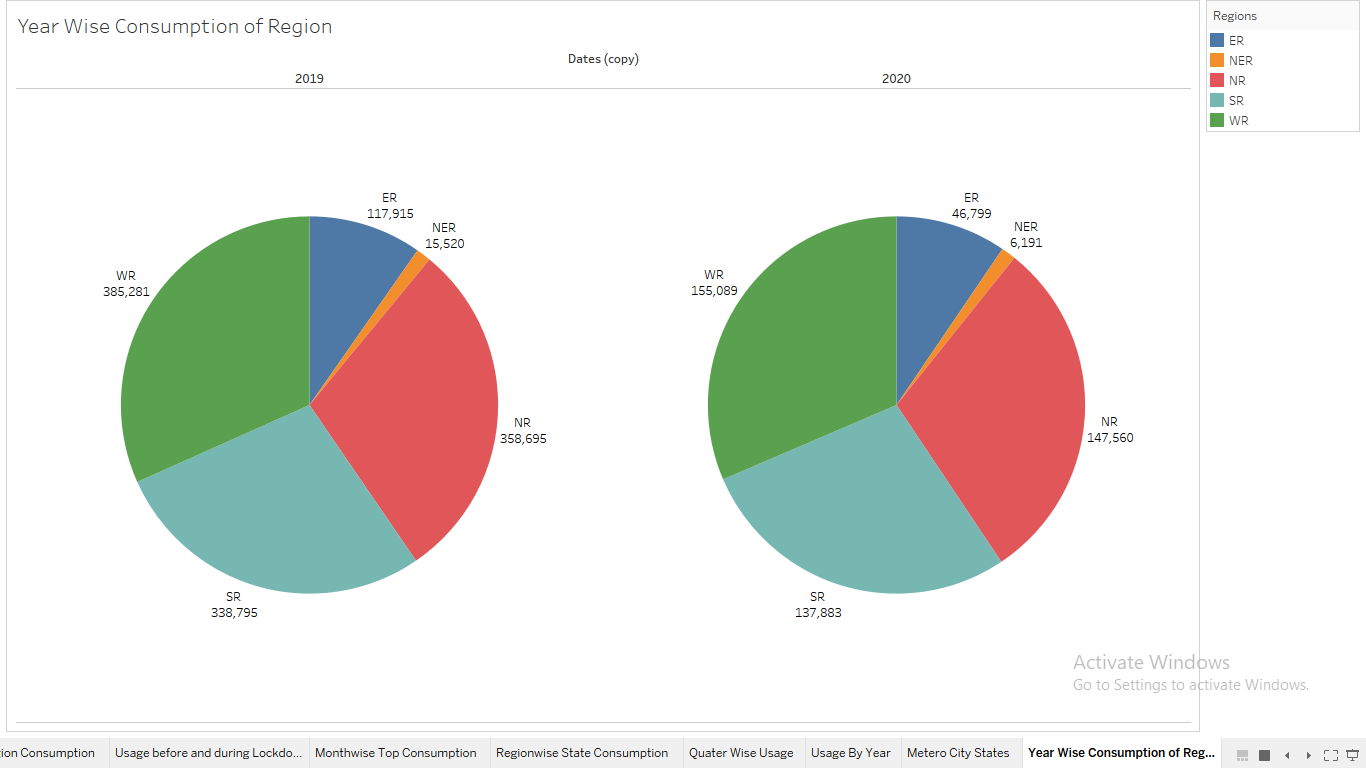 Year Wise Consumption of Region
Dates (copy)
2019
2020
Regions
ER
NER
NR
SR
WR
ER
117,915
NER
15,520
WR
385,281
NR
358,695
SR
338,795
ER
46,799
NER
6,191
WR
155,089
NR
147,560
SR
137,883
Activate Windows
Go to Settings to activate Windows.
ion Consumption
Usage before and during Lockdo...
Monthwise Top Consumption
Regionwise State Consumption
Quater Wise Usage
Usage By Year
Metero City States
Year Wise Consumption of Reg...